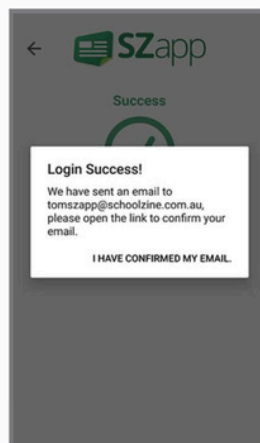 SZapp
Success
Login Success!
We have sent an email to
tomszapp@schoolzine.com.au,
please open the link to confirm your
email.
I HAVE CONFIRMED MY EMAIL.